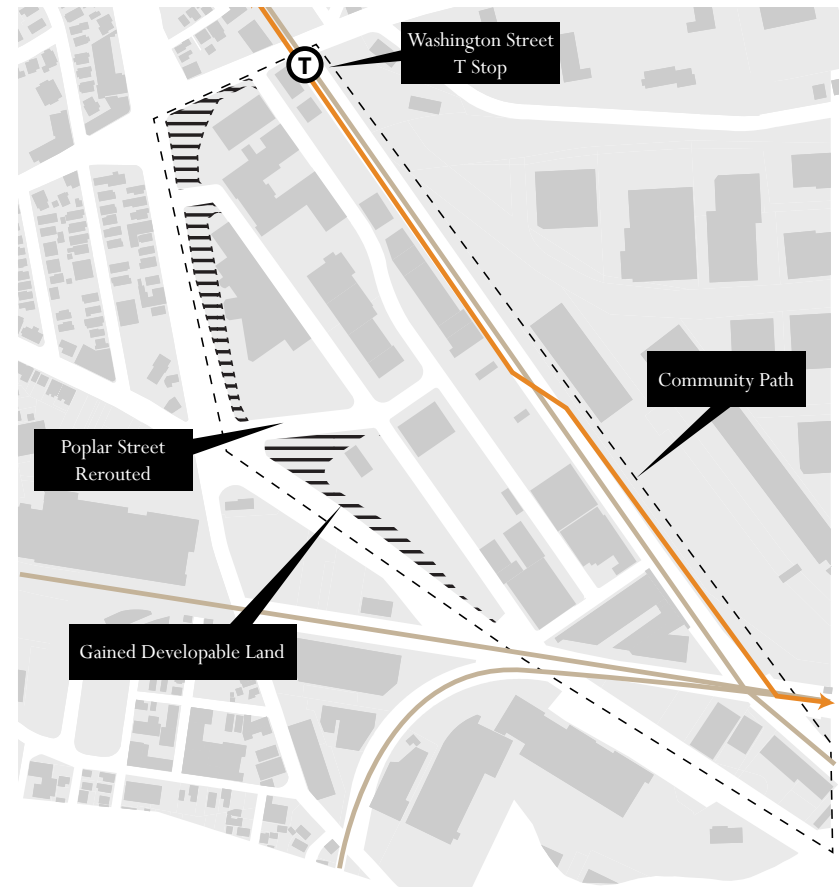 Washington Street
T Stop
T
Community Path
Poplar Street
Rerouted
Gained Developable Land